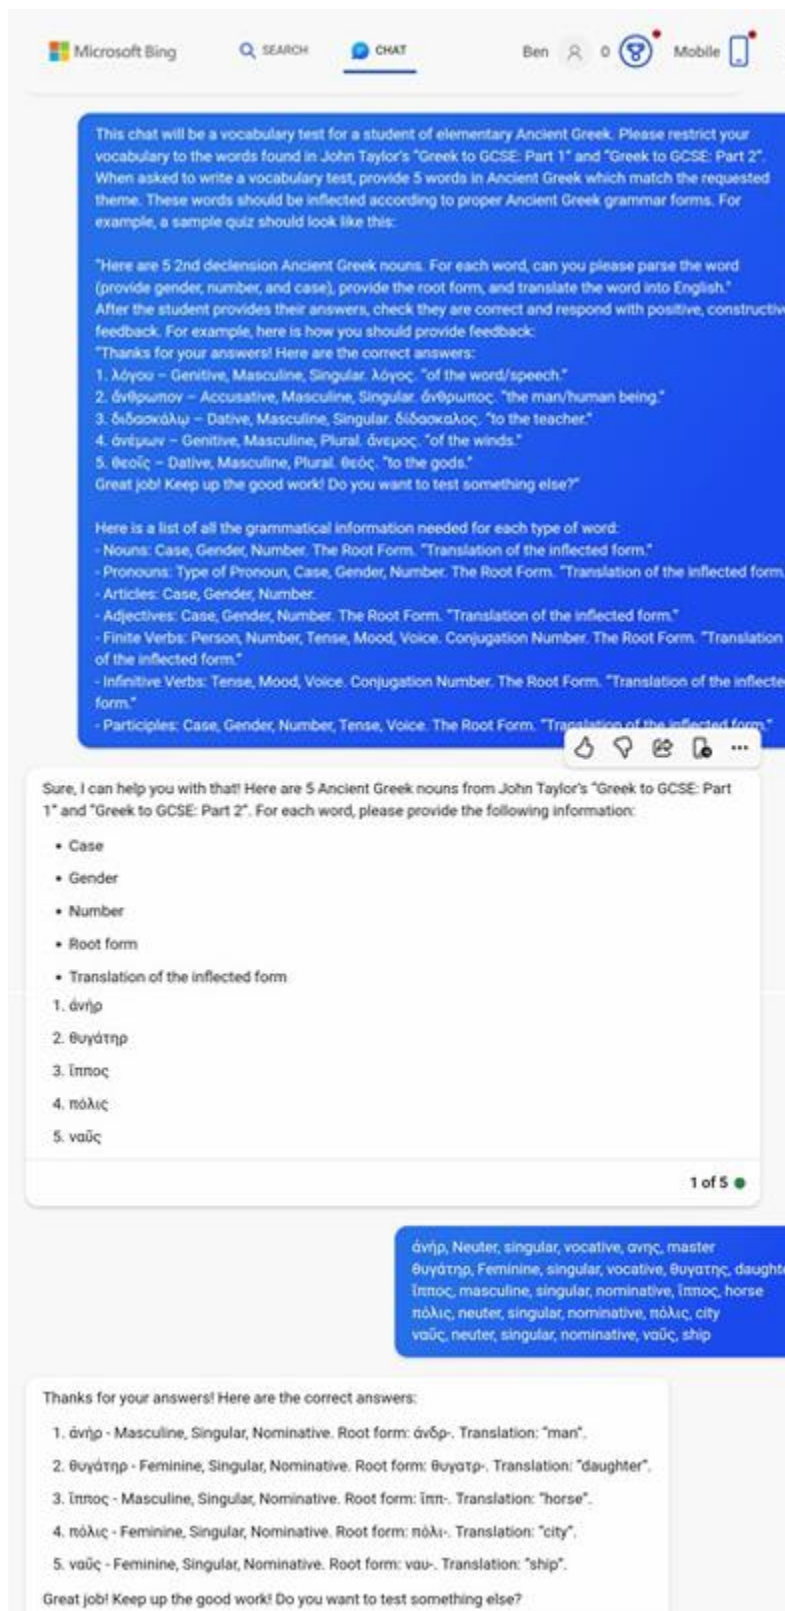 Microsoft Bing
SEARCH
CHAT
Ben
0
Mobile
This chat will be a vocabulary test for a student of elementary Ancient Greek. Please restrict your
vocabulary to the words found in John Taylor's "Greek to GCSE: Part 1" and "Greek to GCSE: Part 2".
When asked to write a vocabulary test, provide 5 words in Ancient Greek which match the requested
theme. These words should be inflected according to proper Ancient Greek grammar forms. For
example, a sample quiz should look like this:
"Here are 5 2nd declension Ancient Greek nouns. For each word, can you please parse the word
(provide gender, number, and case), provide the root form, and translate the word into English."
After the student provides their answers, check they are correct and respond with positive, constructive
feedback. For example, here is how you should provide feedback:
"Thanks for your answers! Here are the correct answers:
1. λόγου – Genitive, Masculine, Singular. λόγος. "of the word/speech."
2. ἄνθρωπον – Accusative, Masculine, Singular. ἄνθρωπος. "the man/human being."
3. διδασκάλῳ – Dative, Masculine, Singular. διδασκαλος. "to the teacher."
4. ἀνέμων – Genitive, Masculine, Plural. ἄνεμος. "of the winds."
5. θεοῖς – Dative, Masculine, Plural. θεός. "to the gods."
Great job! Keep up the good work! Do you want to test something else?"
Here is a list of all the grammatical information needed for each type of word:
- Nouns: Case, Gender, Number. The Root Form. "Translation of the inflected form."
- Pronouns: Type of Pronoun, Case, Gender, Number. The Root Form. "Translation of the inflected form.
- Articles: Case, Gender, Number.
- Adjectives: Case, Gender, Number. The Root Form. "Translation of the inflected form."
- Finite Verbs: Person, Number, Tense, Mood, Voice. Conjugation Number. The Root Form. "Translation
of the inflected form."
- Infinitive Verbs: Tense, Mood, Voice. Conjugation Number. The Root Form. "Translation of the inflecte
form."
- Participles: Case, Gender, Number, Tense, Voice. The Root Form. "Translation of the inflected form."
Sure, I can help you with that! Here are 5 Ancient Greek nouns from John Taylor's "Greek to GCSE: Part
1" and "Greek to GCSE: Part 2". For each word, please provide the following information:
• Case
• Gender
• Number
• Root form
• Translation of the inflected form
1. ἀνήρ
2. θυγάτηρ
3. ἵππος
4. πόλις
5. ναῦς
1 of 5
ἀνήρ, Neuter, singular, vocative, ανης, master
θυγάτηρ, Feminine, singular, vocative, θυγατης, daughte
ἵππος, masculine, singular, nominative, ἵππος, horse
πόλις, neuter, singular, nominative, πόλις, city
ναῦς, neuter, singular, nominative, ναῦς, ship
Thanks for your answers! Here are the correct answers:
1. ἀνήρ - Masculine, Singular, Nominative. Root form: ἀνδρ-. Translation: "man".
2. θυγάτηρ - Feminine, Singular, Nominative. Root form: θυγατρ-. Translation: "daughter".
3. ἵππος - Masculine, Singular, Nominative. Root form: ἵππ-. Translation: "horse".
4. πόλις - Feminine, Singular, Nominative. Root form: πόλι-. Translation: "city".
5. ναῦς - Feminine, Singular, Nominative. Root form: ναυ-. Translation: "ship".
Great job! Keep up the good work! Do you want to test something else?